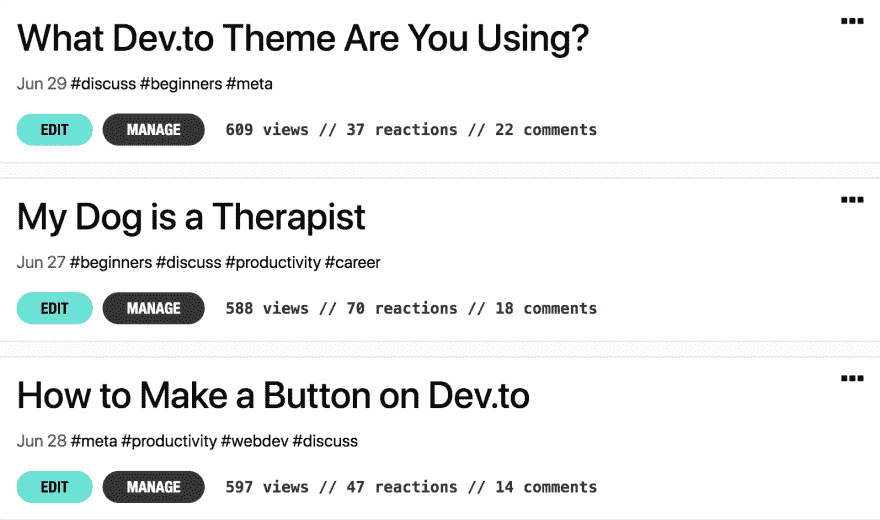 What Dev.to Theme Are You Using?
Jun 29 #discuss #beginners #meta
EDIT MANAGE 609 views // 37 reactions // 22 comments
My Dog is a Therapist
Jun 27 #beginners #discuss #productivity #career
EDIT MANAGE 588 views // 70 reactions // 18 comments
How to Make a Button on Dev.to
Jun 28 #meta #productivity #webdev #discuss
EDIT MANAGE 597 views // 47 reactions // 14 comments